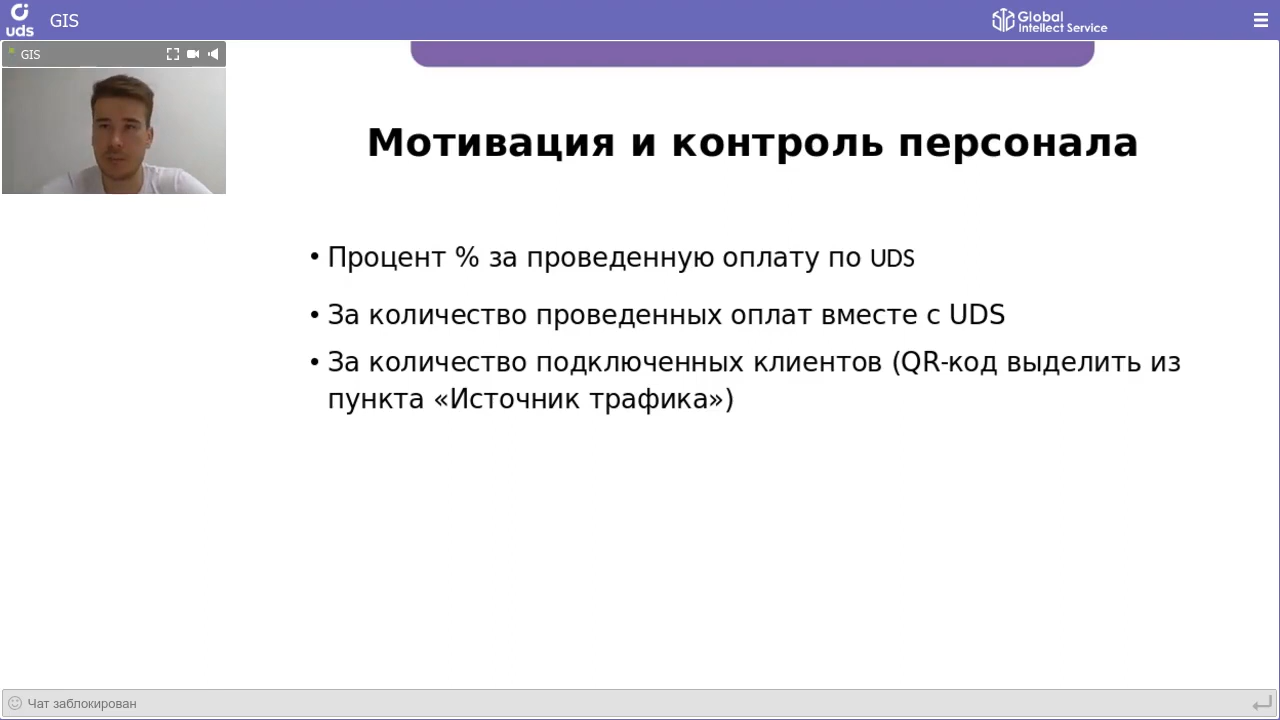 uds
GIS
Global
Intellect Service
GIS
Мотивация и контроль персонала
• Процент % за проведенную оплату по UDS
• За количество проведенных оплат вместе с UDS
• За количество подключенных клиентов (QR-код выделить из
пункта «Источник трафика»)
Чат заблокирован